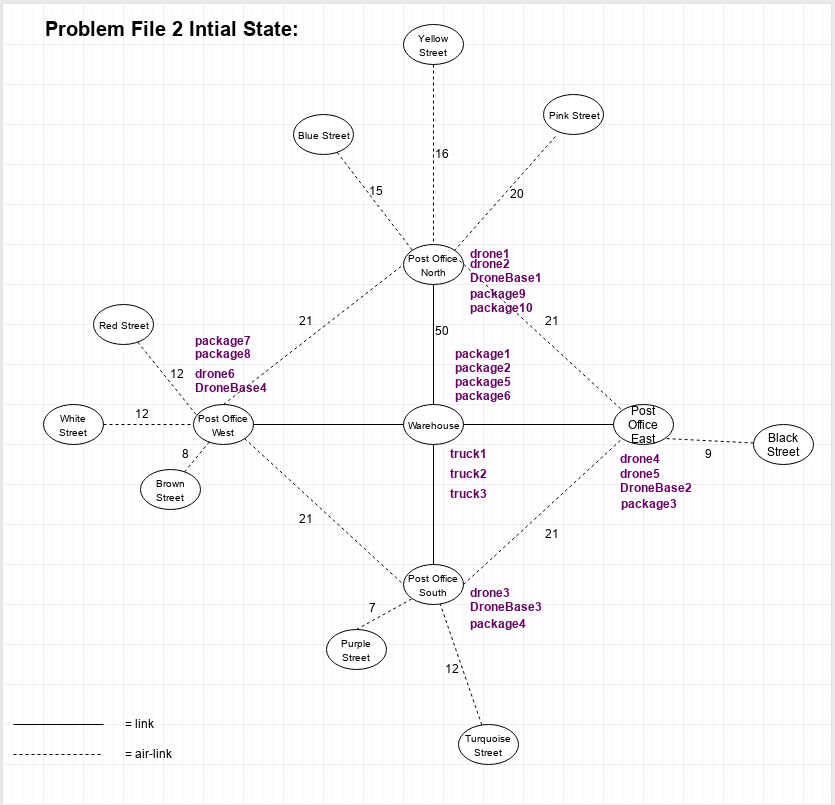 Problem File 2 Intial State:
Yellow
Street
Pink Street
Blue Street
16
15
20
Post Office
North
drone1
drone2
DroneBase1
package9
package10
21
21
50
Red Street
package7
package8
12
drone6
DroneBase4
package1
package2
package5
package6
White
Street
12
Post Office
West
Warehouse
Post
Office
East
Black
Street
9
8
Brown
Street
truck1
truck2
truck3
drone4
drone5
DroneBase2
package3
21
21
Post Office
South
drone3
DroneBase3
package4
7
Purple
Street
12
Turquoise
Street
= link
= air-link